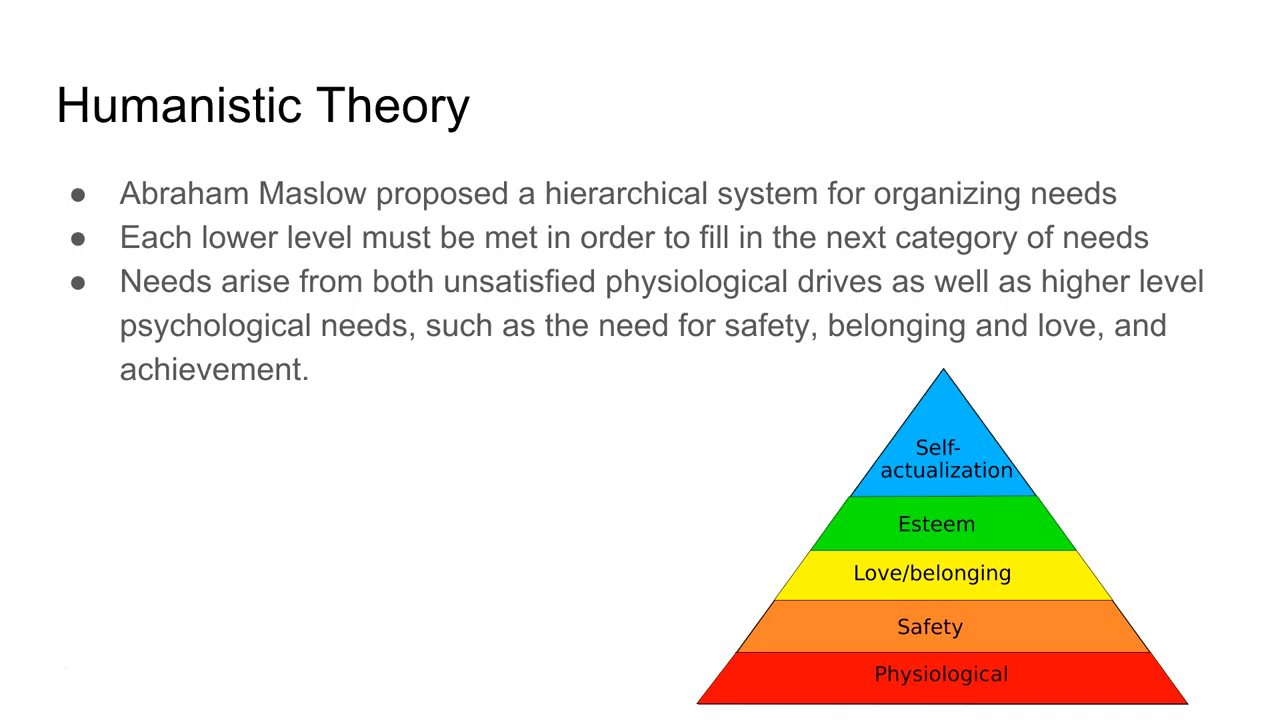 Humanistic Theory
● Abraham Maslow proposed a hierarchical system for organizing needs
● Each lower level must be met in order to fill in the next category of needs
● Needs arise from both unsatisfied physiological drives as well as higher level
psychological needs, such as the need for safety, belonging and love, and
achievement.
Self-
actualization
Esteem
Love/belonging
Safety
Physiological